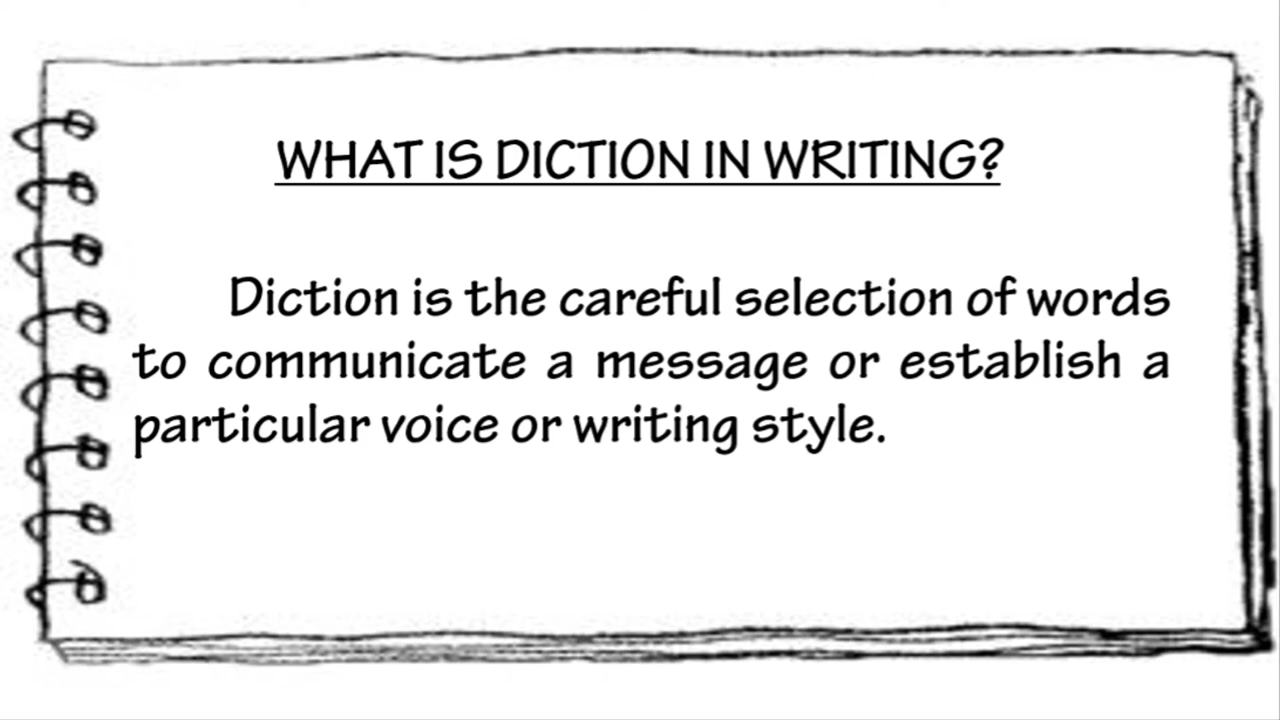 WHAT IS DICTION IN WRITING?
Diction is the careful selection of words
to communicate a message or establish a
particular voice or writing style.